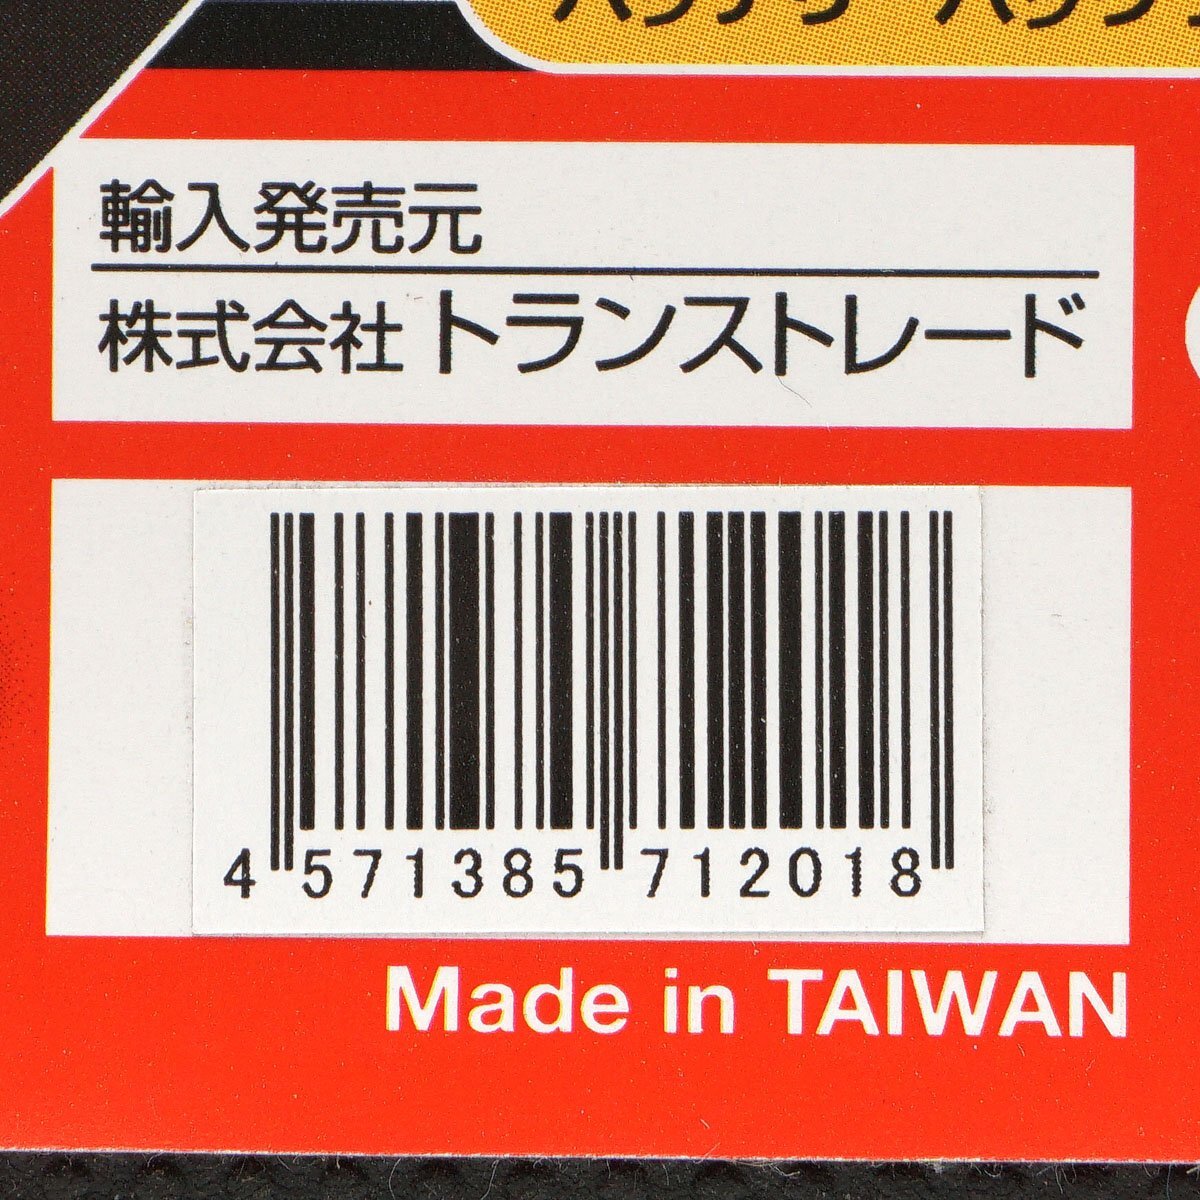 輸入発売元
株式会社 トランストレード
4 571385 712018
Made in TAIWAN